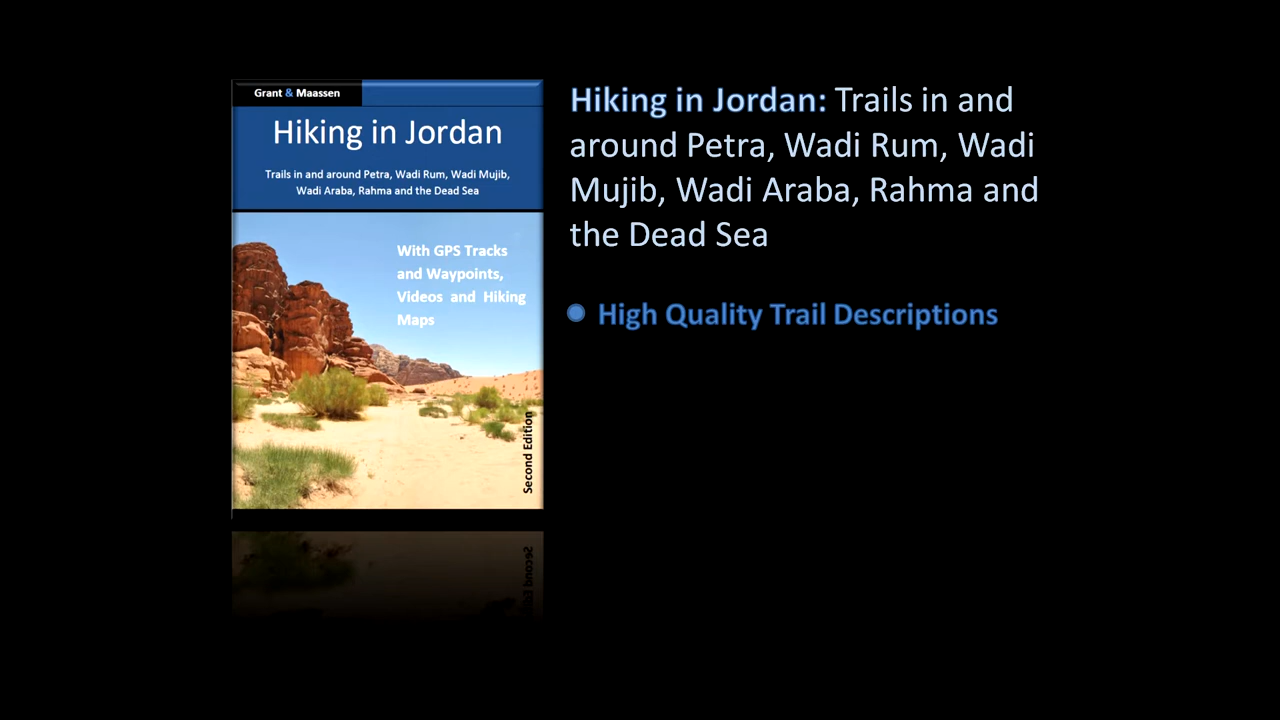 Grant & Maassen
Hiking in Jordan
Trails in and around Petra, Wadi Rum, Wadi Mujib,
Wadi Araba, Rahma and the Dead Sea
With GPS Tracks
and Waypoints,
Videos and Hiking
Maps
Second Edition
Hiking in Jordan: Trails in and
around Petra, Wadi Rum, Wadi
Mujib, Wadi Araba, Rahma and
the Dead Sea
High Quality Trail Descriptions